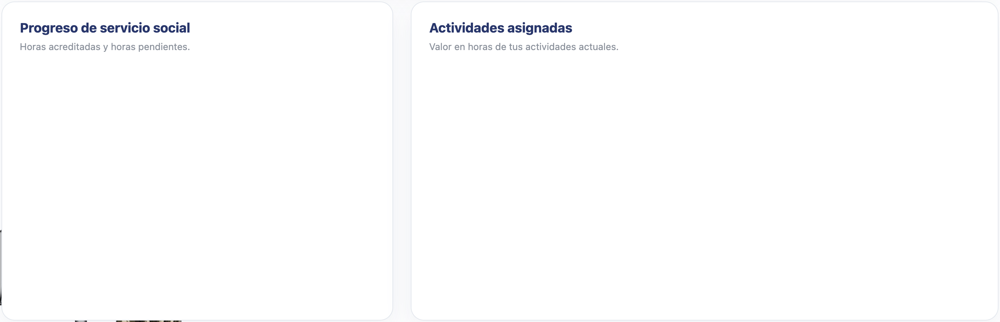 Progreso de servicio social
Horas acreditadas y horas pendientes.
Actividades asignadas
Valor en horas de tus actividades actuales.